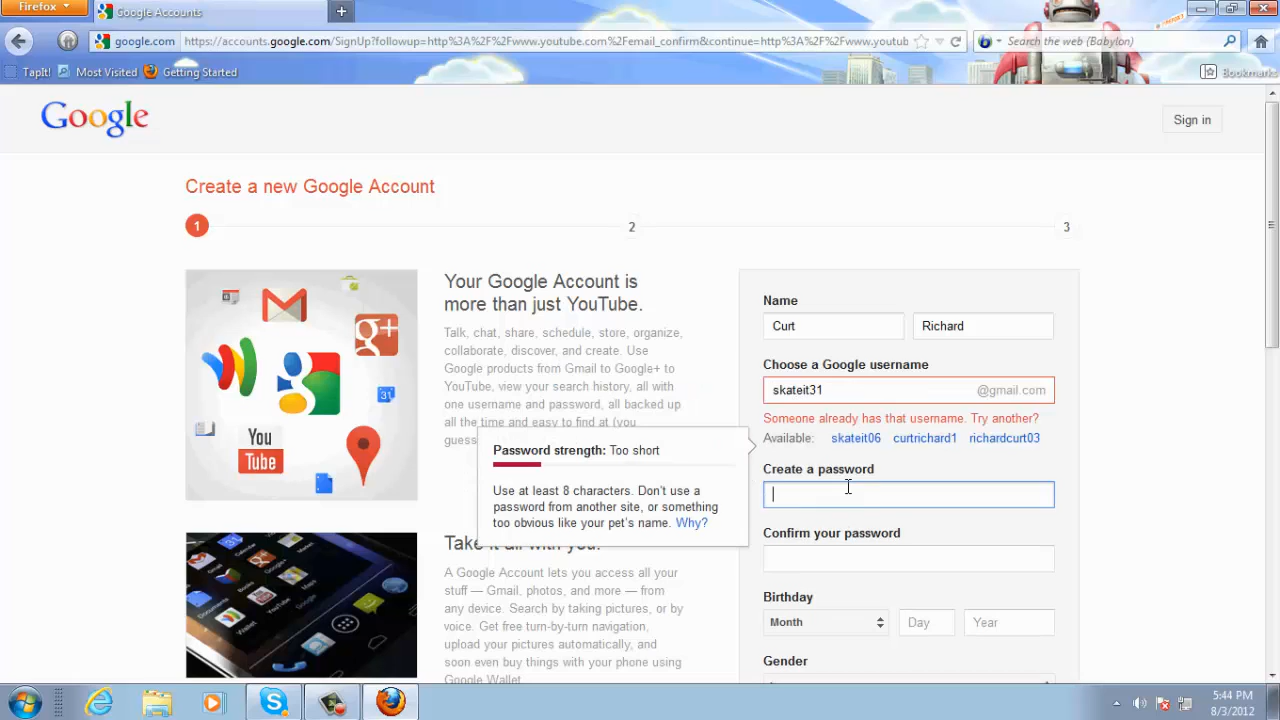 Firefox
Google Accounts
google.com
https://accounts.google.com/SignUp?followup=http%3A%2F%2Fwww.youtube.com%2Femail_confirm&continue=http%3A%2F%2Fwww.youtub
Search the web (Babylon)
TapIt!
Most Visited
Getting Started
Bookmarks
Google
Sign in
Create a new Google Account
1
2
3
Your Google Account is
more than just YouTube.
Talk, chat, share, schedule, store, organize,
collaborate, discover, and create. Use
Google products from Gmail to Google+ to
YouTube, view your search history, all with
one username and password, all backed up
all the time and easy to find at (you
guess
g+
31
You
Tube
Name
Curt
Richard
Choose a Google username
skateit31
@gmail.com
Someone already has that username. Try another?
Available: skateit06 curtrichard1 richardcurt03
Password strength: Too short
Use at least 8 characters. Don't use a
password from another site, or something
too obvious like your pet's name. Why?
Create a password
Confirm your password
Birthday
Month
Day
Year
Gender
Take it all with you.
A Google Account lets you access all your
stuff — Gmail, photos, and more — from
any device. Search by taking pictures, or by
voice. Get free turn-by-turn navigation,
upload your pictures automatically, and
soon even buy things with your phone using
Google Wallet.
5:44 PM
8/3/2012